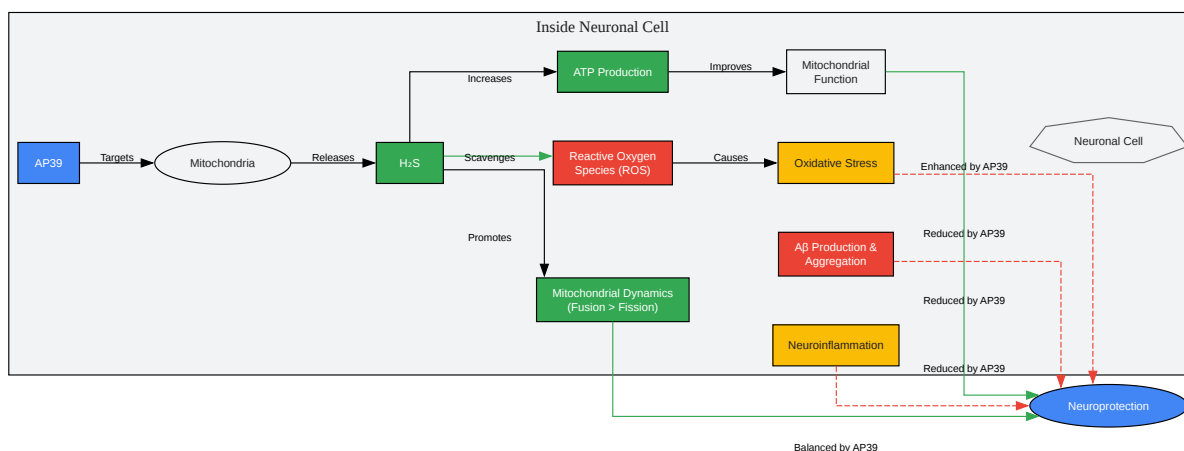 Inside Neuronal Cell
ATP Production
Improves
Mitochondrial
Function
Increases
Neuronal Cell
AP39
Targets
Mitochondria
Releases
H₂S
Scavenges
Reactive Oxygen
Species (ROS)
Causes
Oxidative Stress
Enhanced by AP39
Promotes
Reduced by AP39
Aβ Production &
Aggregation
Mitochondrial Dynamics
(Fusion > Fission)
Reduced by AP39
Neuroinflammation
Reduced by AP39
Neuroprotection
Balanced by AP39